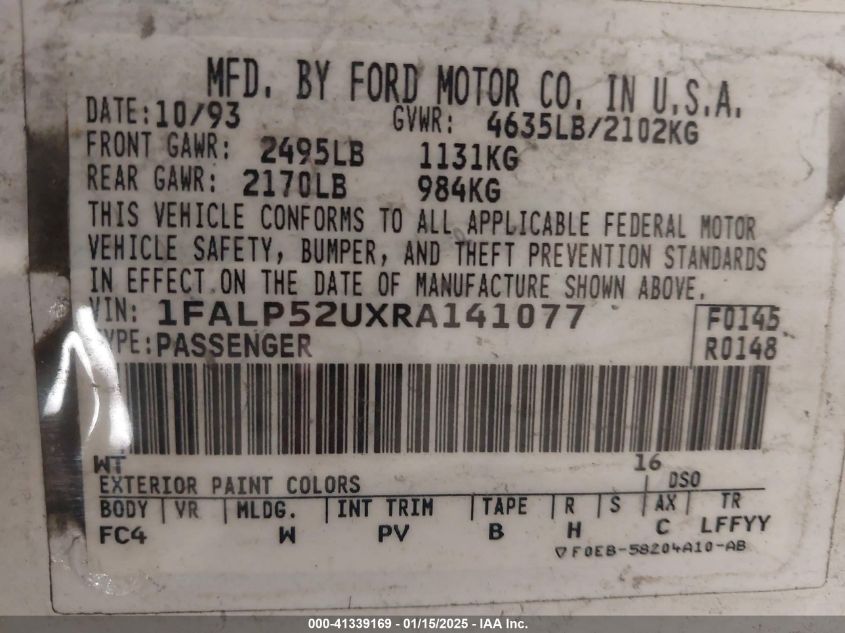 MFD. BY FORD MOTOR CO. IN U.S.A.
DATE: 10/93 GVWR: 4635LB/2102KG
FRONT GAWR: 2495LB 1131KG
REAR GAWR: 2170LB 984KG
THIS VEHICLE CONFORMS TO ALL APPLICABLE FEDERAL MOTOR
VEHICLE SAFETY, BUMPER, AND THEFT PREVENTION STANDARDS
IN EFFECT ON THE DATE OF MANUFACTURE SHOWN ABOVE.
VIN: 1FALP52UXRA141077 F0145
TYPE: PASSENGER R0148
WT 16
EXTERIOR PAINT COLORS DSO
BODY VR MLDG. INT TRIM TAPE R S AX TR
FC4 W PV B H C LFFYY
▽F0EB-58204A10-AB
000-41339169 - 01/15/2025 - IAA Inc.